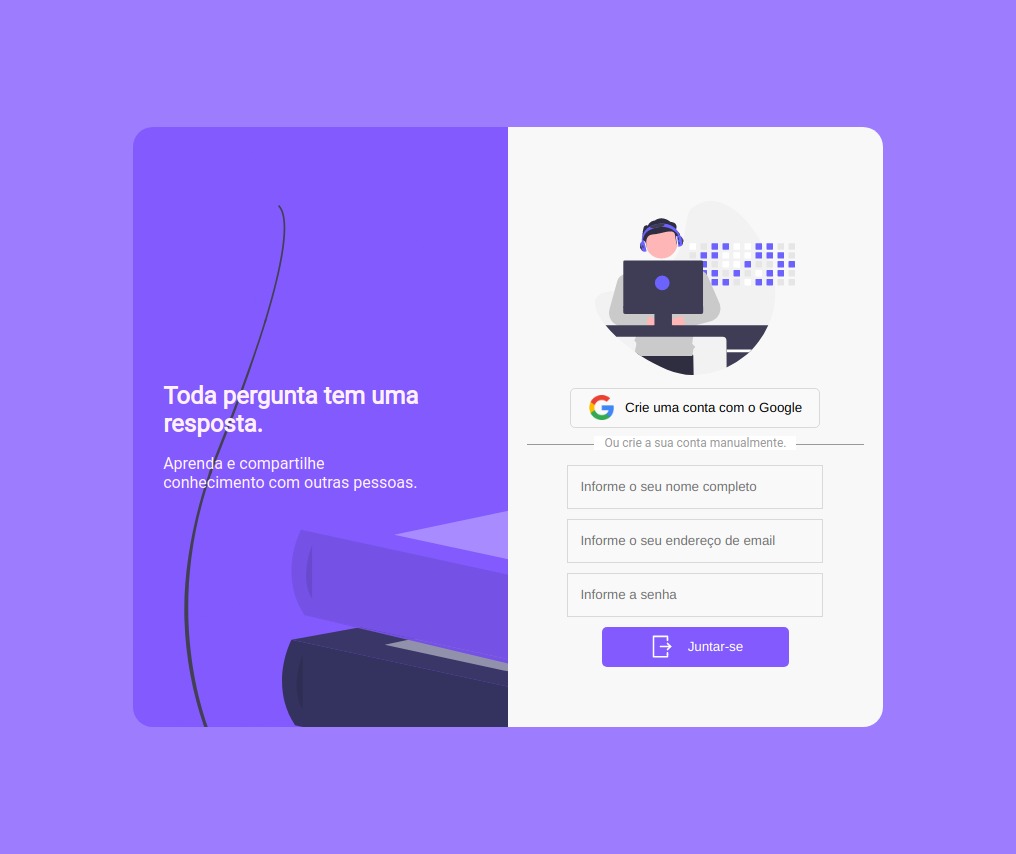 Toda pergunta tem uma
resposta.
Aprenda e compartilhe
conhecimento com outras pessoas.
Crie uma conta com o Google
Ou crie a sua conta manualmente.
Informe o seu nome completo
Informe o seu endereço de email
Informe a senha
Juntar-se